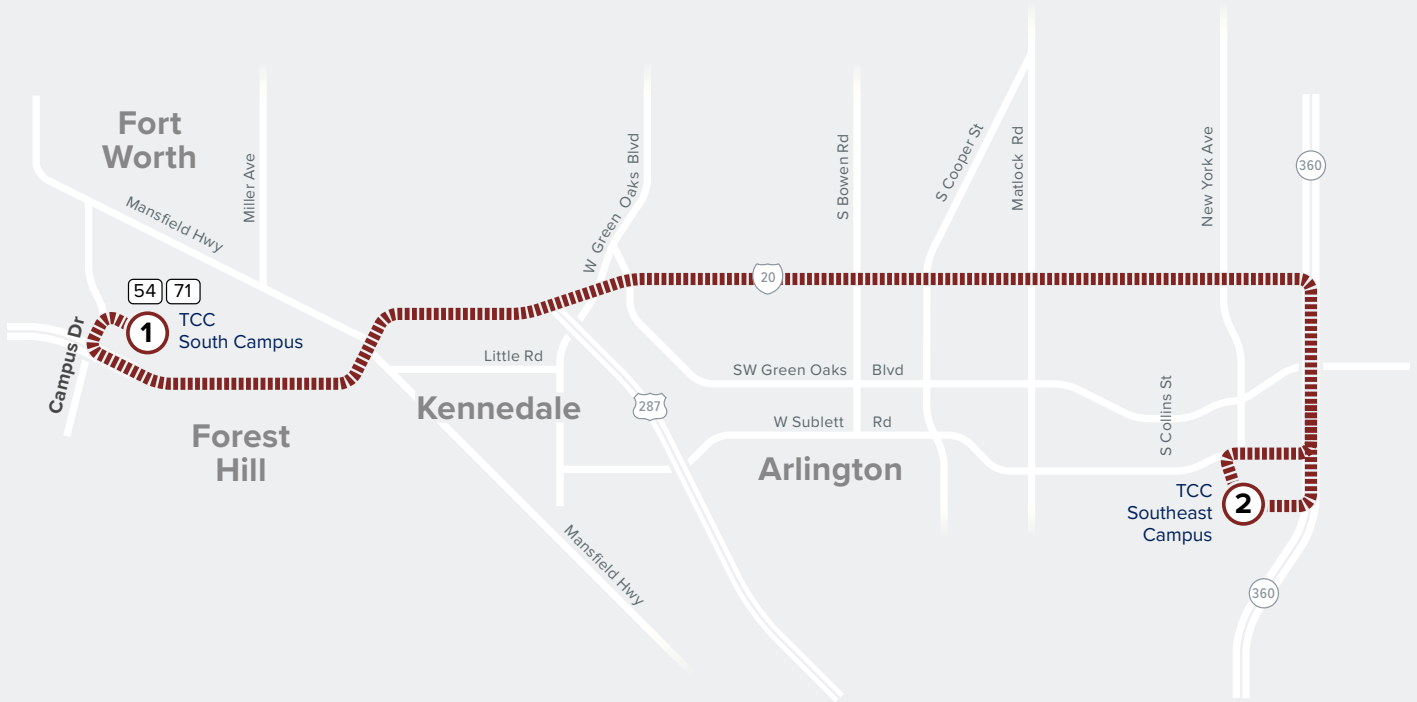 Fort
Worth
Miller Ave
Mansfield Hwy
W Green Oaks Blvd
S Bowen Rd
S Cooper St
Matlock Rd
New York Ave
360
20
54
71
1
TCC
South Campus
Campus Dr
Little Rd
SW Green Oaks Blvd
Kennedale
287
W Sublett Rd
S Collins St
Forest
Hill
Arlington
2
TCC
Southeast
Campus
Mansfield Hwy
360